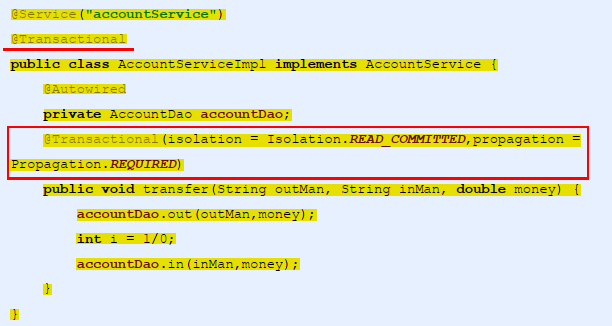 @Service("accountService")
@Transactional
public class AccountServiceImpl implements AccountService {
@Autowired
private AccountDao accountDao;
@Transactional(isolation = Isolation.READ_COMMITTED,propagation =
Propagation.REQUIRED)
public void transfer(String outMan, String inMan, double money) {
accountDao.out(outMan,money);
int i = 1/0;
accountDao.in(inMan,money);
}
}